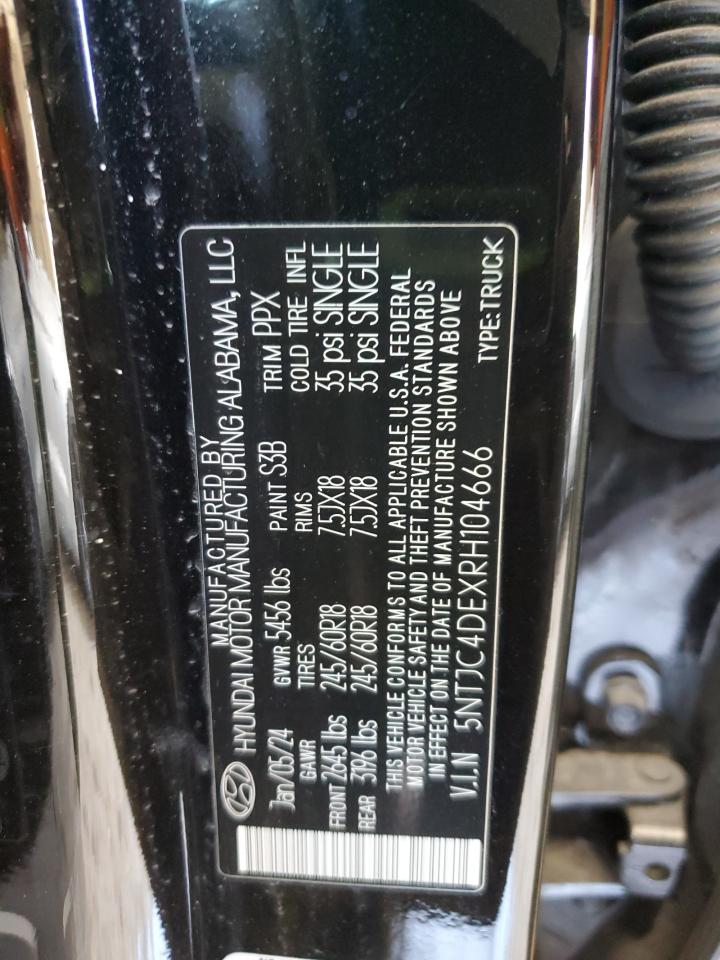 MANUFACTURED BY
HYUNDAI MOTOR MANUFACTURING ALABAMA, LLC
Jan/05/24 GVWR 5456 lbs PAINT S3B TRIM PPX
GAWR TIRES RIMS COLD TIRE INFL
FRONT 2645 lbs 245/60R18 7.5JX18 35 psi SINGLE
REAR 3196 lbs 245/60R18 7.5JX18 35 psi SINGLE
THIS VEHICLE CONFORMS TO ALL APPLICABLE U.S.A. FEDERAL
MOTOR VEHICLE SAFETY AND THEFT PREVENTION STANDARDS
IN EFFECT ON THE DATE OF MANUFACTURE SHOWN ABOVE
V.I.N 5NTJC4DEXRH104666 TYPE:TRUCK